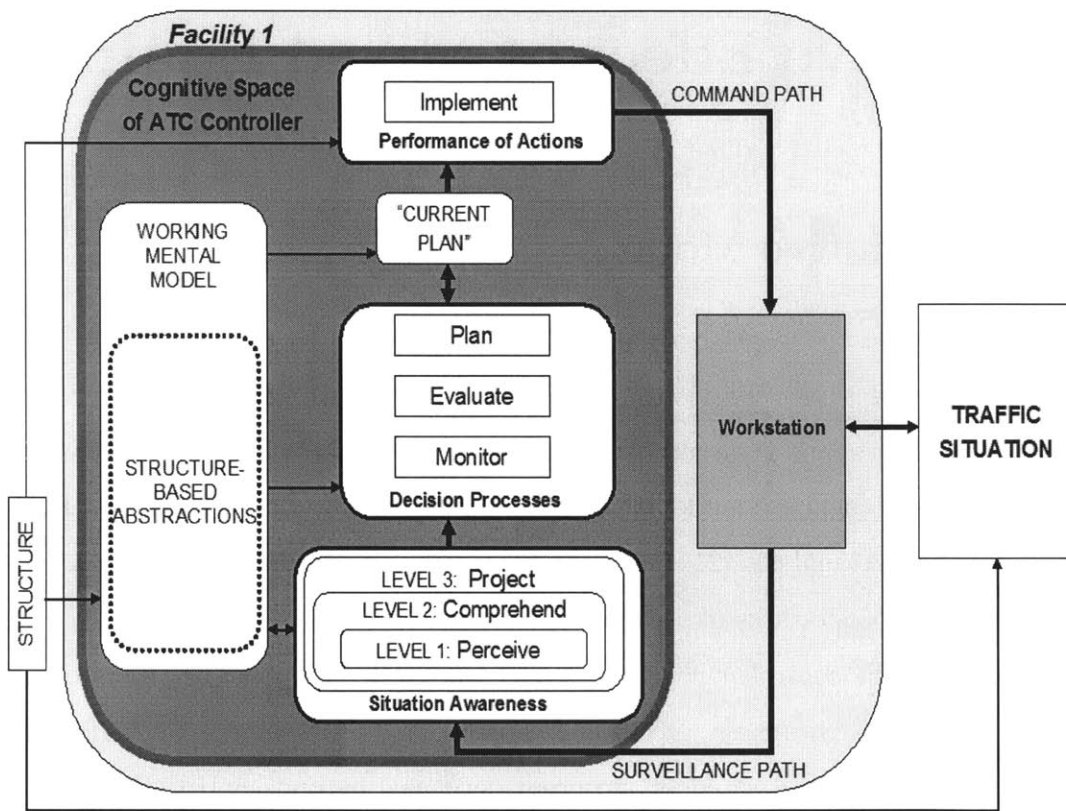 Facility 1
Cognitive Space
of ATC Controller
Implement
Performance of Actions
COMMAND PATH
"CURRENT
PLAN"
WORKING
MENTAL
MODEL
STRUCTURE-
BASED
ABSTRACTIONS
Plan
Evaluate
Monitor
Decision Processes
Workstation
TRAFFIC
SITUATION
STRUCTURE
LEVEL 3: Project
LEVEL 2: Comprehend
LEVEL 1: Perceive
Situation Awareness
SURVEILLANCE PATH